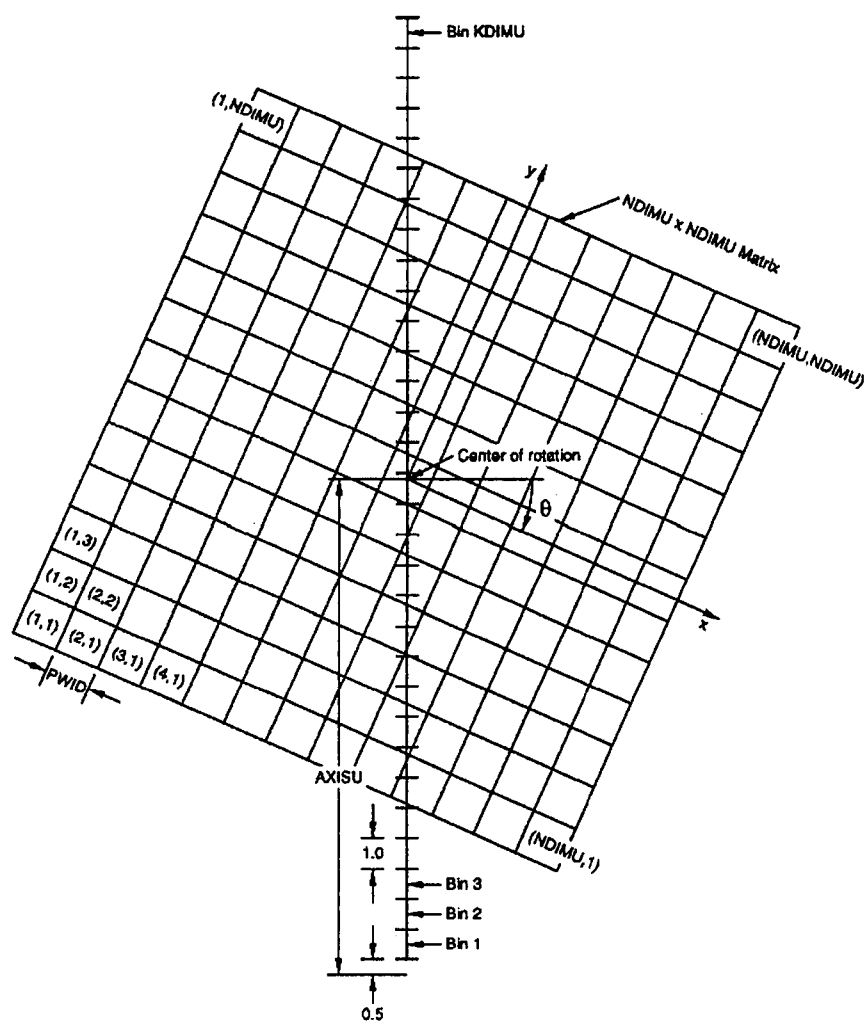 Bin KDIMU
(1,NDIMU)
y
NDIMU x NDIMU Matrix
(NDIMU,NDIMU)
Center of rotation
θ
(1,3)
(1,2) (2,2)
x
(1,1) (2,1) (3,1) (4,1)
PWID
AXISU
(NDIMU,1)
1.0
Bin 3
Bin 2
Bin 1
0.5